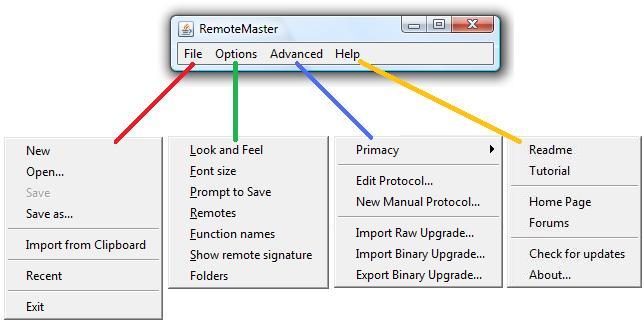 RemoteMaster
File Options Advanced Help
New
Open...
Save
Save as...
Import from Clipboard
Recent
Exit
Look and Feel
Font size
Prompt to Save
Remotes
Function names
Show remote signature
Folders
Primacy
Edit Protocol...
New Manual Protocol...
Import Raw Upgrade...
Import Binary Upgrade...
Export Binary Upgrade...
Readme
Tutorial
Home Page
Forums
Check for updates
About...